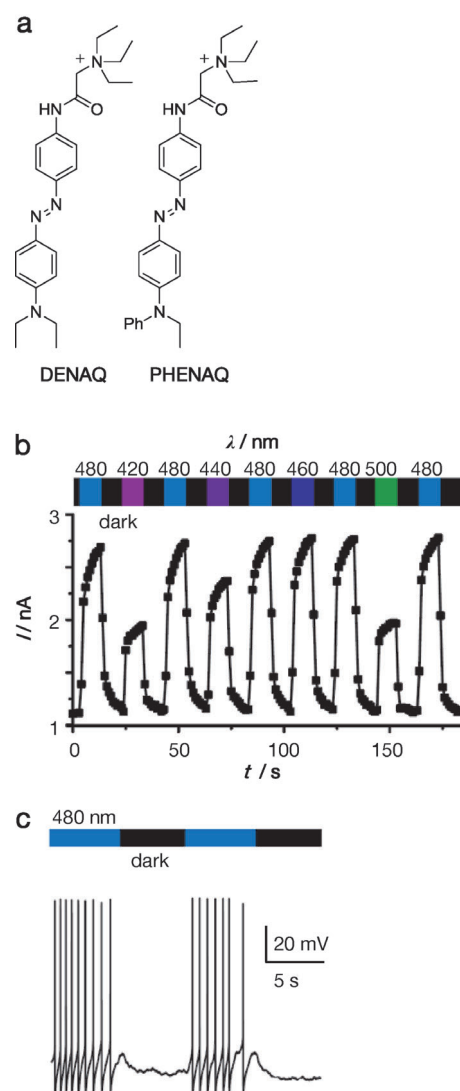 a
+
N
HN
O
N
N
N
DENAQ
+
N
HN
O
N
N
Ph
N
PHENAQ
b
λ / nm
480 420 480 440 480 460 480 500 480
dark
3
2
1
I / nA
0 50 100 150
t / s
c
480 nm
dark
20 mV
5 s